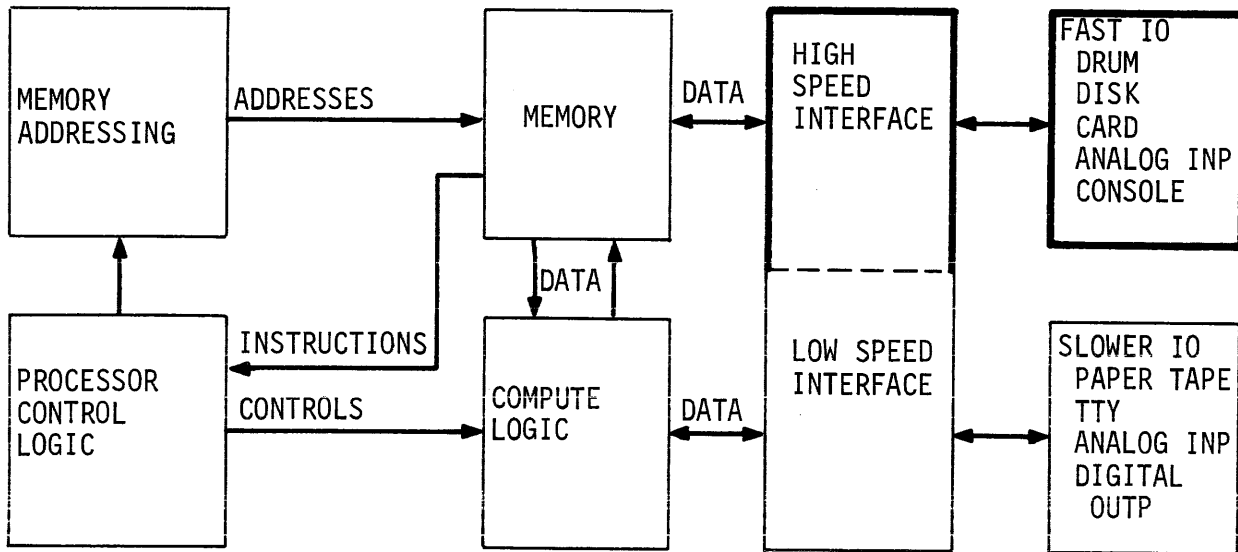 MEMORY
ADDRESSING
ADDRESSES
MEMORY
DATA
HIGH
SPEED
INTERFACE
FAST IO
DRUM
DISK
CARD
ANALOG INP
CONSOLE
DATA
INSTRUCTIONS
PROCESSOR
CONTROL
LOGIC
CONTROLS
COMPUTE
LOGIC
DATA
LOW SPEED
INTERFACE
SLOWER IO
PAPER TAPE
TTY
ANALOG INP
DIGITAL
OUTP